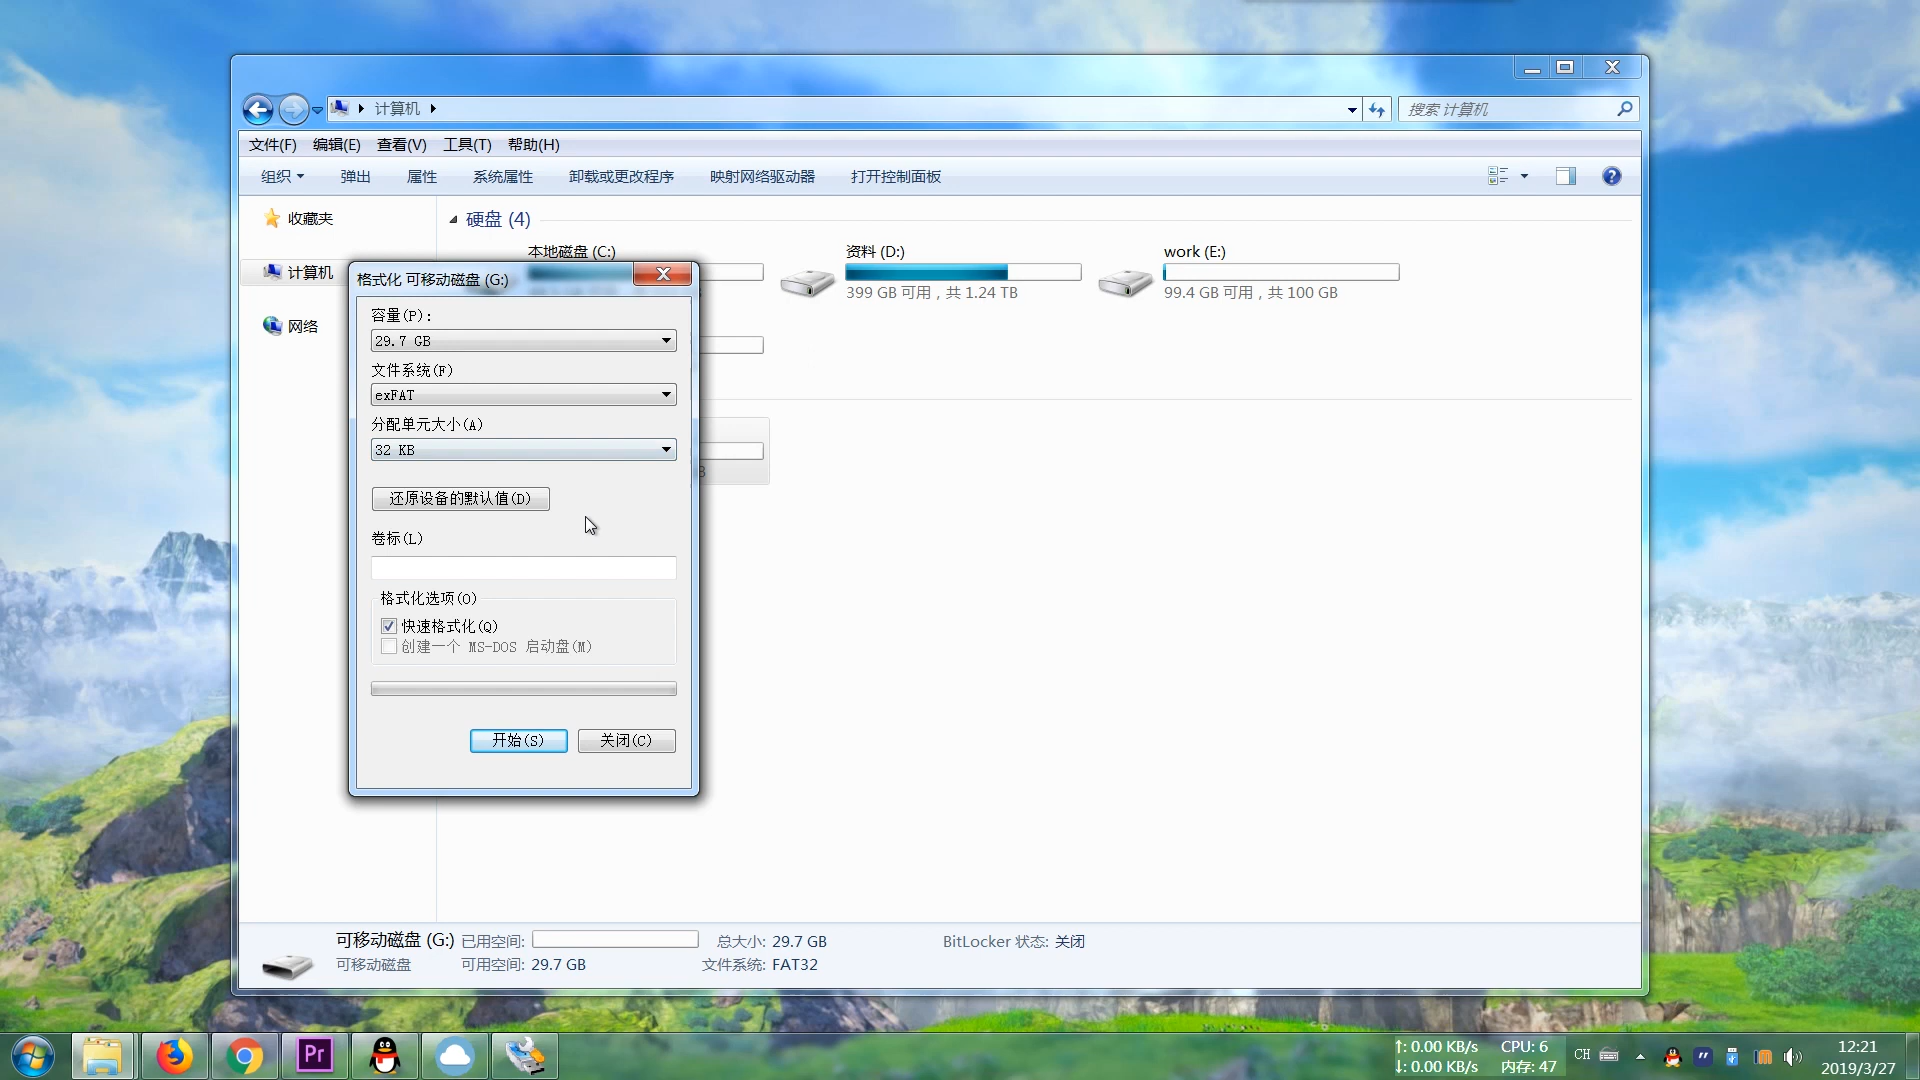 计算机
搜索 计算机
文件(F) 编辑(E) 查看(V) 工具(T) 帮助(H)
组织 弹出 属性 系统属性 卸载或更改程序 映射网络驱动器 打开控制面板
收藏夹
计算机
网络
硬盘 (4)
本地磁盘 (C:)
资料 (D:)
399 GB 可用，共 1.24 TB
work (E:)
99.4 GB 可用，共 100 GB
格式化 可移动磁盘 (G:)
容量(P):
29.7 GB
文件系统(F)
exFAT
分配单元大小(A)
32 KB
还原设备的默认值(D)
卷标(L)
格式化选项(O)
快速格式化(Q)
创建一个 MS-DOS 启动盘(M)
开始(S) 关闭(C)
可移动磁盘 (G:) 已用空间: 总大小: 29.7 GB BitLocker 状态: 关闭
可移动磁盘 可用空间: 29.7 GB 文件系统: FAT32
Pr
↑: 0.00 KB/s CPU: 6
↓: 0.00 KB/s 内存: 47
CH
12:21
2019/3/27